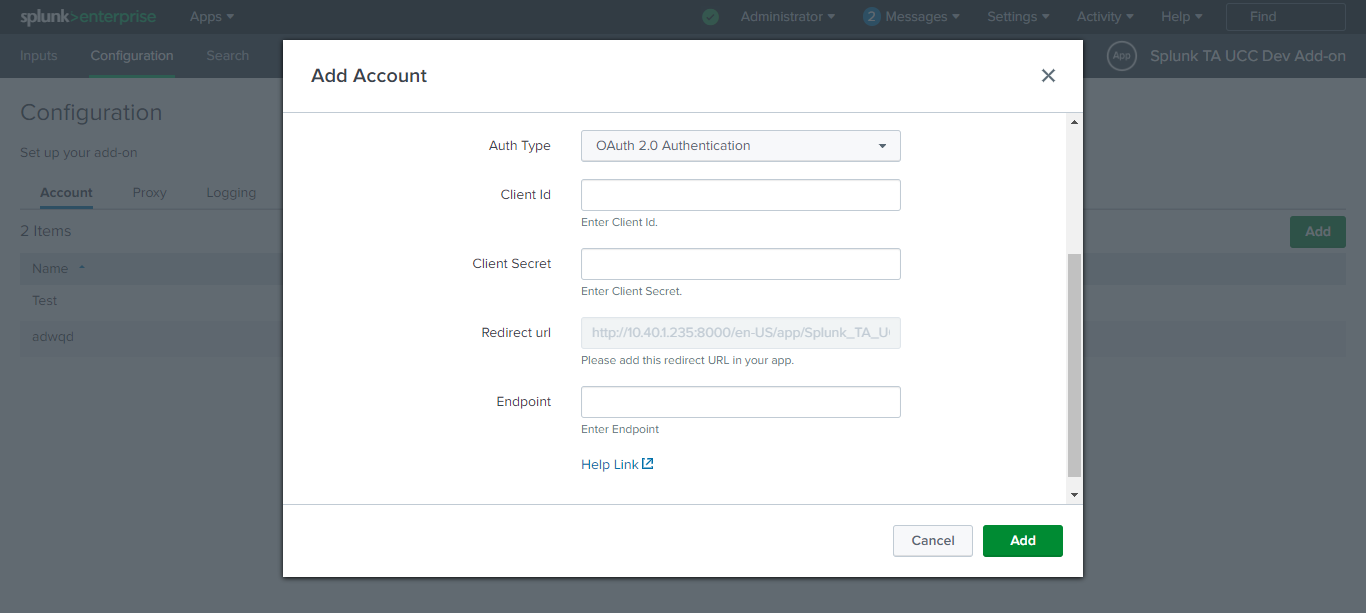 splunk>enterprise Apps Administrator 2 Messages Settings Activity Help Find
Inputs Configuration Search App Splunk TA UCC Dev Add-on
Add Account
Configuration
Set up your add-on
Account Proxy Logging
2 Items Add
Name
Test
adwqd
Auth Type OAuth 2.0 Authentication
Client Id
Enter Client Id.
Client Secret
Enter Client Secret.
Redirect url http://10.40.1.235:8000/en-US/app/Splunk_TA_U
Please add this redirect URL in your app.
Endpoint
Enter Endpoint
Help Link
Cancel Add